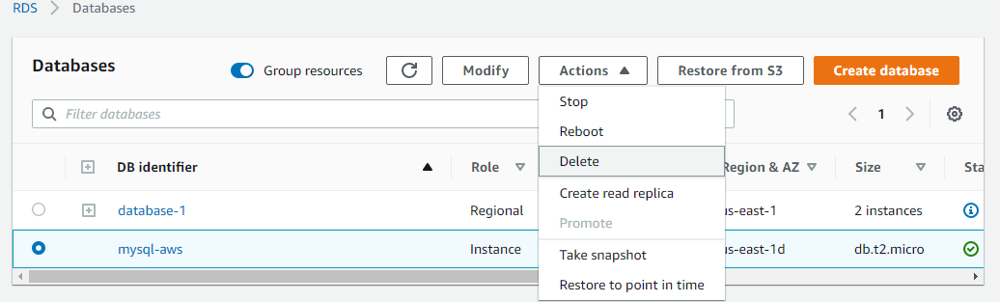 RDS > Databases
Databases Group resources Modify Actions Restore from S3 Create database
Filter databases 1
Stop
Reboot
Delete
Create read replica
Promote
Take snapshot
Restore to point in time
DB identifier Role Region & AZ Size Sta
database-1 Regional us-east-1 2 instances
mysql-aws Instance us-east-1d db.t2.micro